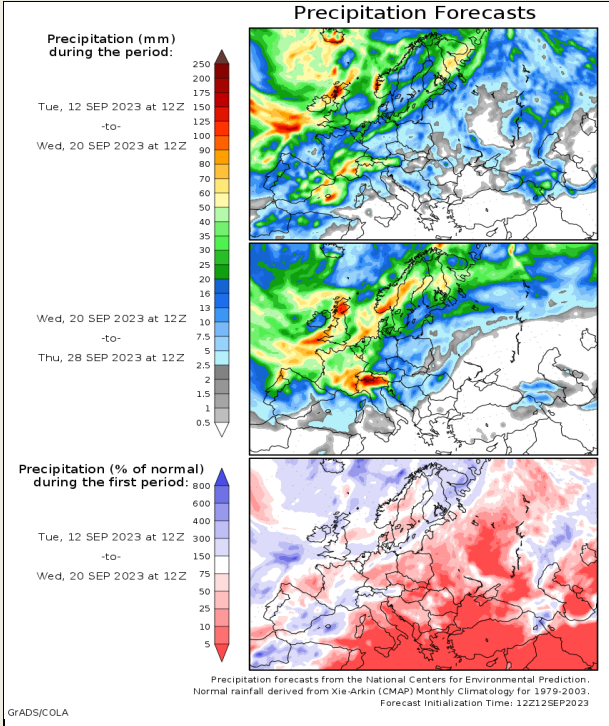 Precipitation Forecasts
Precipitation (mm)
during the period:
Tue, 12 SEP 2023 at 12Z
-to-
Wed, 20 SEP 2023 at 12Z
250
200
175
150
125
100
90
80
70
60
50
40
35
30
25
20
16
13
10
7.5
5
2.5
2
1.5
1
0.5
Wed, 20 SEP 2023 at 12Z
-to-
Thu, 28 SEP 2023 at 12Z
Precipitation (% of normal)
during the first period:
Tue, 12 SEP 2023 at 12Z
-to-
Wed, 20 SEP 2023 at 12Z
800
600
400
300
150
75
50
25
10
5
Precipitation forecasts from the National Centers for Environmental Prediction.
Normal rainfall derived from Xie-Arkin (CMAP) Monthly Climatology for 1979-2003.
Forecast Initialization Time: 12Z12SEP2023
GrADS/COLA